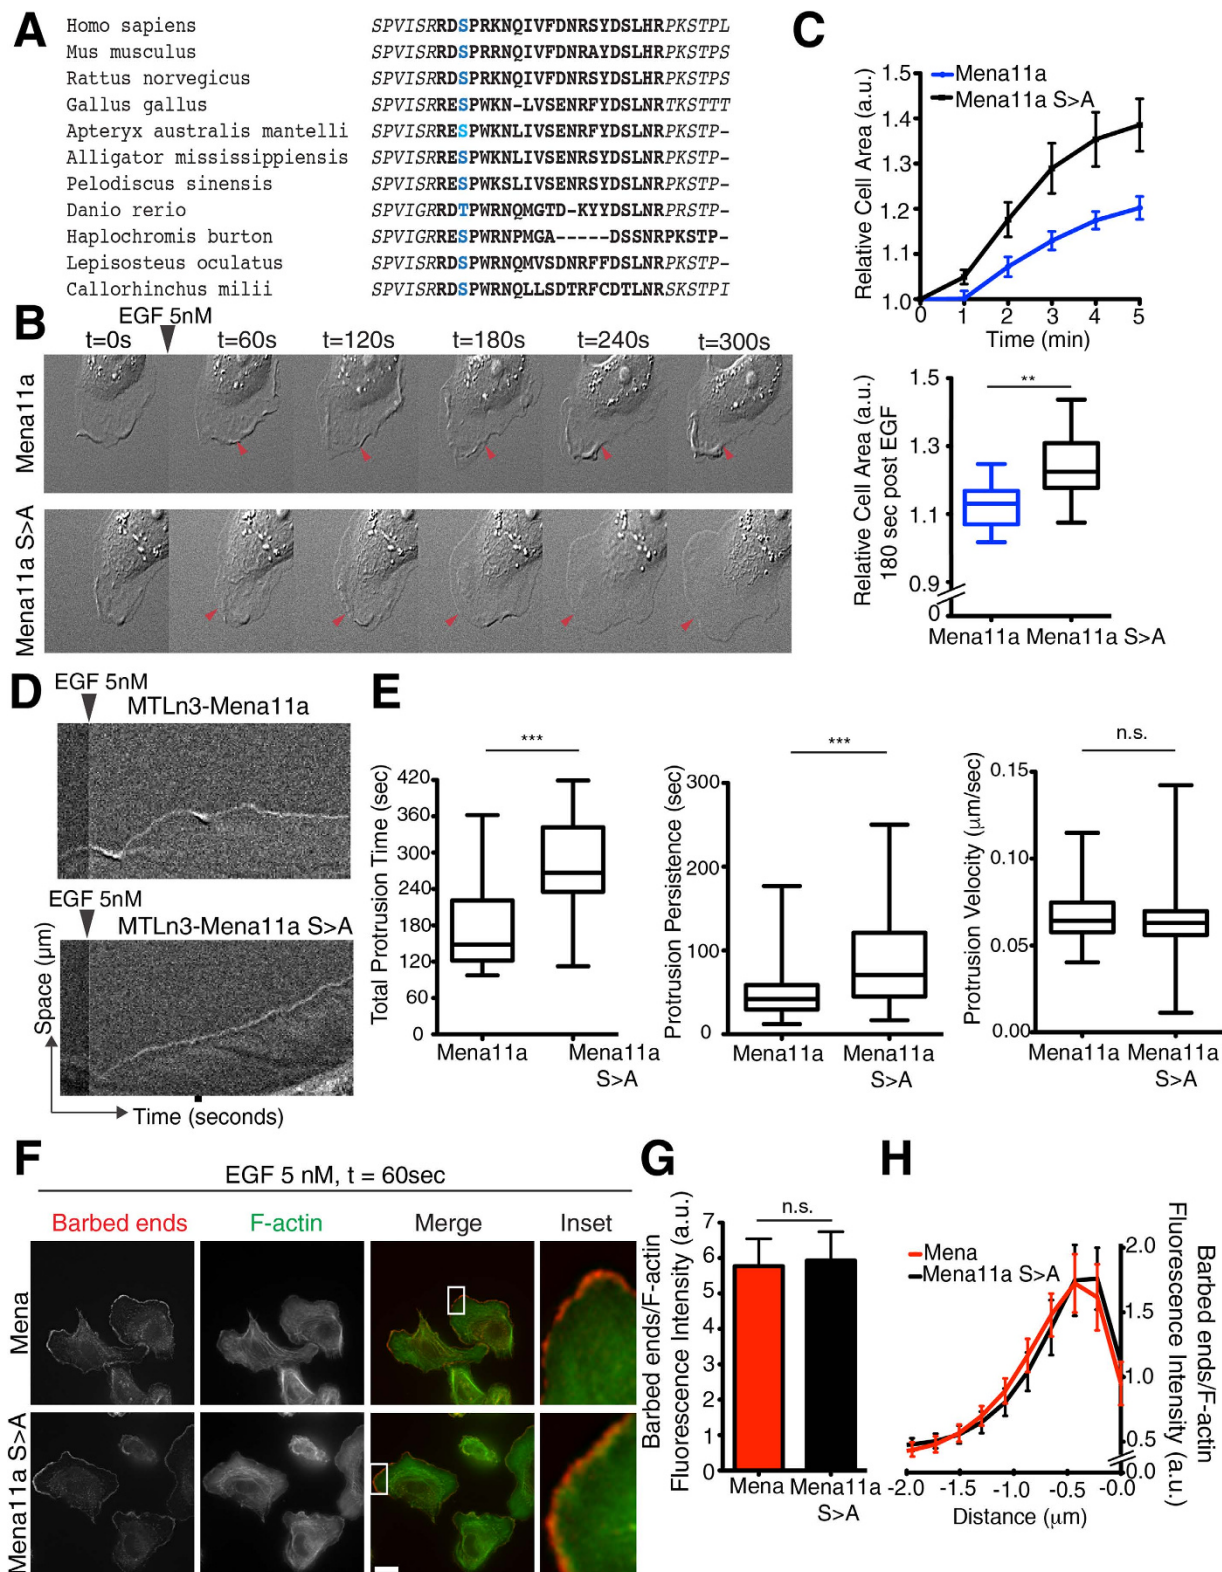 A
Homo sapiens SPVISRRDSPRKNQIVFDNRSYDSLHRPKSTPL
Mus musculus SPVISRRDSPRRNQIVFDNRAYDSLHRPKSTPS
Rattus norvegicus SPVISRRDSPRKNQIVFDNRSYDSLHRPKSTPS
Gallus gallus SPVISRRESPWKN-LVSENRFYDSLNRTKSTTT
Apteryx australis mantelli SPVISRRESPWKNLIVSENRFYDSLNRPKSTP-
Alligator mississippiensis SPVISRRESPWKNLIVSENRSYDSLNRPKSTP-
Pelodiscus sinensis SPVISRRESPWKSLIVSENRSYDSLNRPKSTP-
Danio rerio SPVIGRRDTPWRNQMGTD-KYYDSLNRPRSTP-
Haplochromis burton SPVIGRRESPWRNPMGA-----DSSNRPKSTP-
Lepisosteus oculatus SPVISRRDSPWRNQMVSDNRFFDSLNRPKSTP-
Callorhinchus milii SPVISRRDSPWRNQLLSDTRFCDTLNRSKSTPI
B
EGF 5nM
t=0s t=60s t=120s t=180s t=240s t=300s
Mena11a
Mena11a S>A
C
Mena11a
Mena11a S>A
Relative Cell Area (a.u.)
1.5
1.4
1.3
1.2
1.1
1.0
0 1 2 3 4 5
Time (min)
Relative Cell Area (a.u.)
180 sec post EGF
1.5
1.3
1.1
0.9
0
**
Mena11a Mena11a S>A
D
EGF 5nM
MTLn3-Mena11a
EGF 5nM
MTLn3-Mena11a S>A
Space (μm)
Time (seconds)
E
Total Protrusion Time (sec)
420
360
300
240
180
120
60
0
***
Mena11a Mena11a
S>A
Protrusion Persistence (sec)
300
200
100
0
***
Mena11a Mena11a
S>A
Protrusion Velocity (μm/sec)
0.15
0.10
0.05
0.00
n.s.
Mena11a Mena11a
S>A
F
EGF 5 nM, t = 60sec
Barbed ends F-actin Merge Inset
Mena
Mena11a S>A
G
Barbed ends/F-actin
Fluorescence Intensity (a.u.)
7
6
5
4
3
2
1
0
n.s.
Mena Mena11a
S>A
H
Mena
Mena11a S>A
2.0
1.5
1.0
0.5
0.0
Barbed ends/F-actin
Fluorescence Intensity (a.u.)
-2.0 -1.5 -1.0 -0.5 -0.0
Distance (μm)